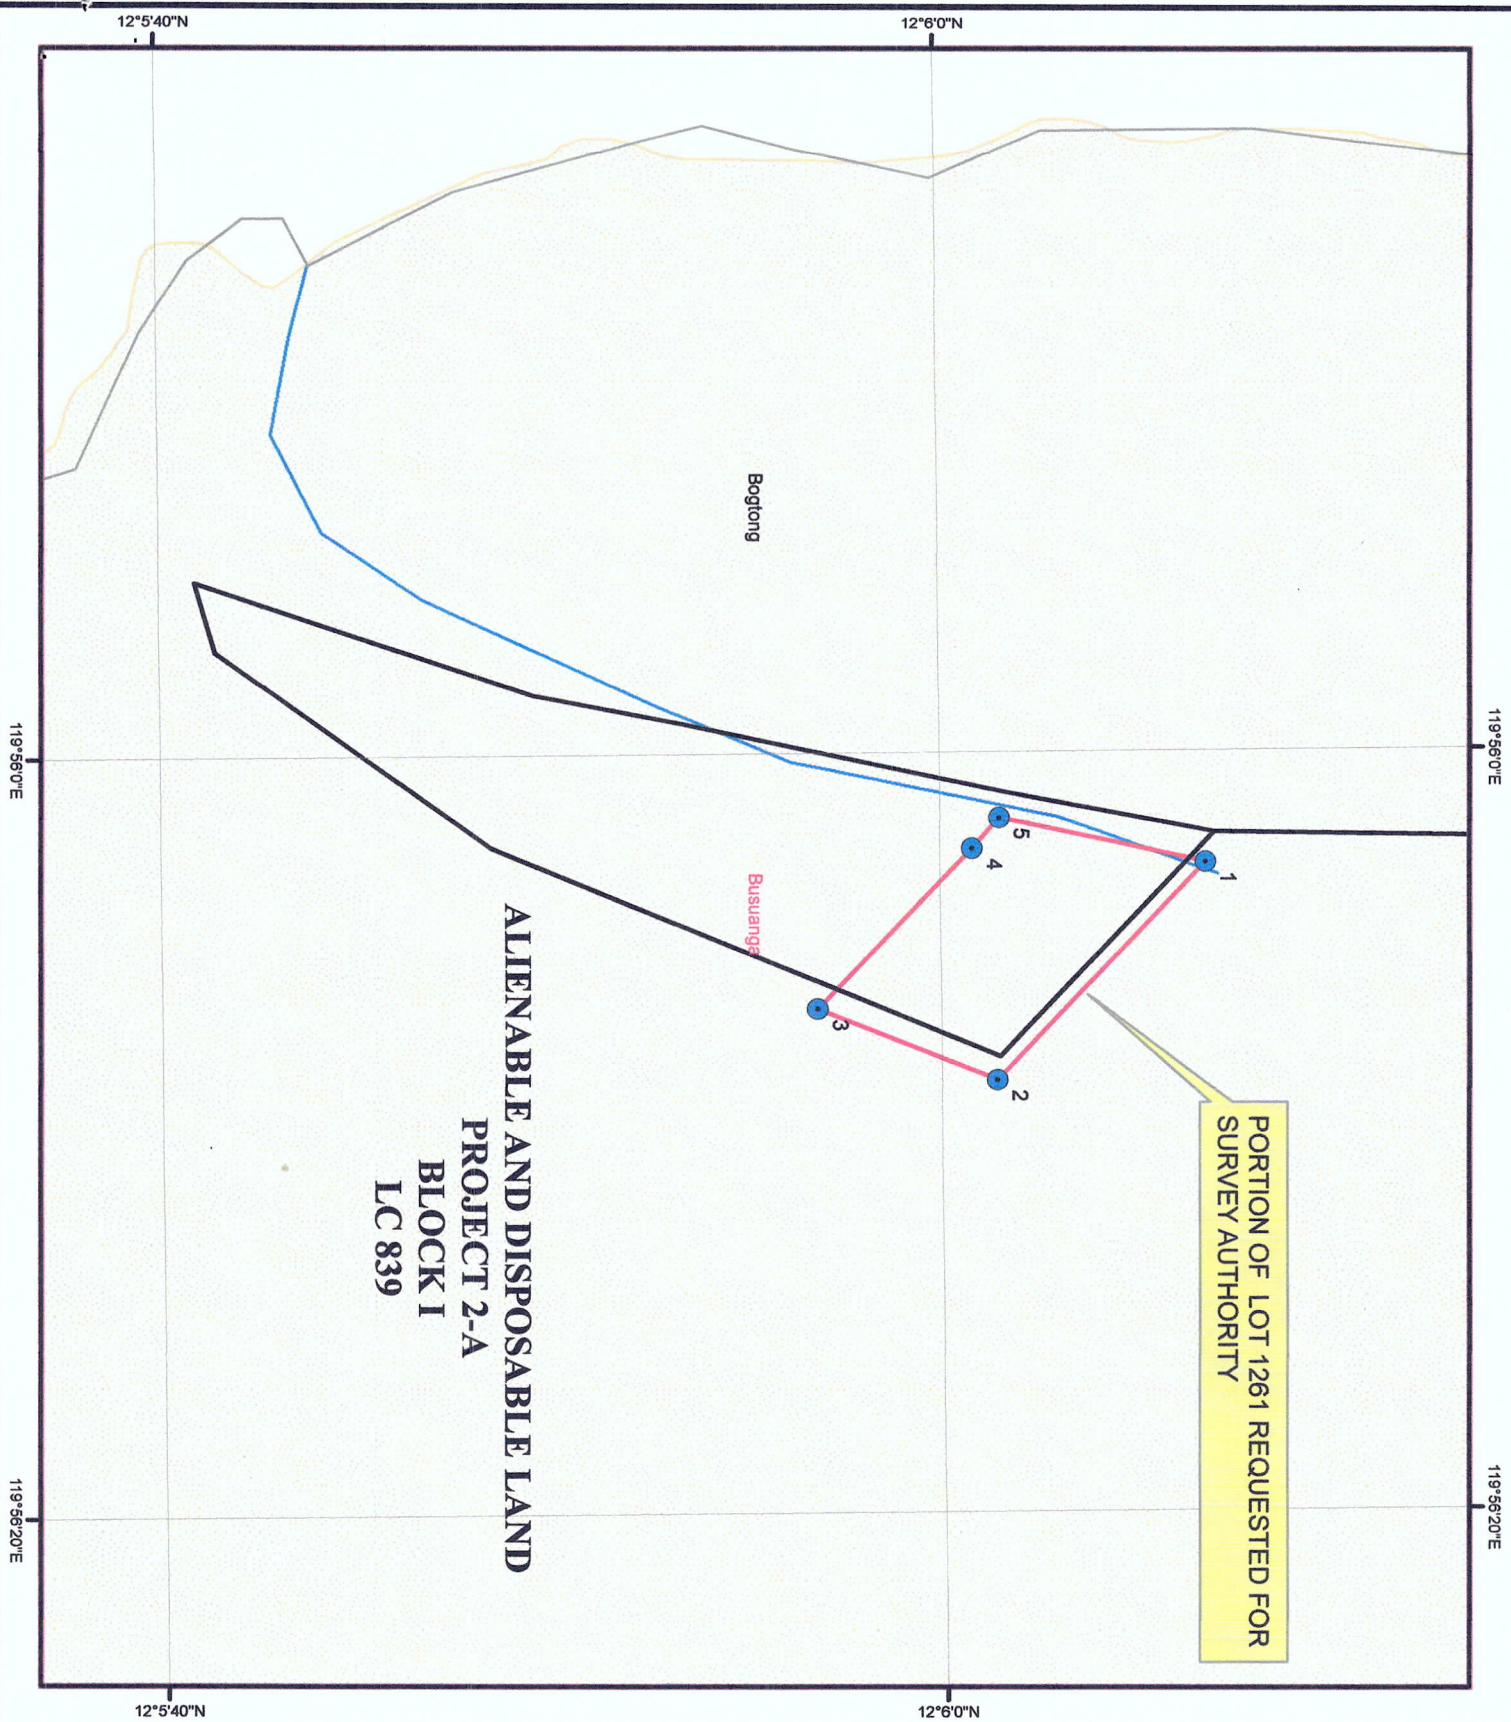 12°5'40"N
12°6'0"N
119°56'0"E
119°56'0"E
Bogtong
Busuanga
1
2
3
4
5
PORTION OF LOT 1261 REQUESTED FOR
SURVEY AUTHORITY
ALIENABLE AND DISPOSABLE LAND
PROJECT 2-A
BLOCK I
LC 839
119°56'20"E
119°56'20"E
12°5'40"N
12°6'0"N